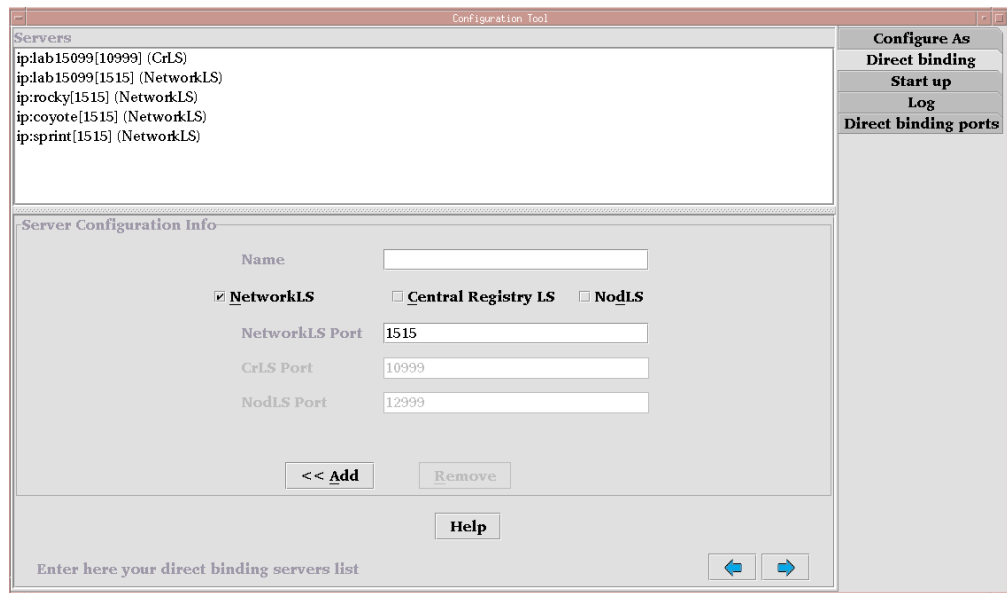 Configuration Tool
Servers
ip:lab15099[10999] (CrLS)
ip:lab15099[1515] (NetworkLS)
ip:rocky[1515] (NetworkLS)
ip:coyote[1515] (NetworkLS)
ip:sprint[1515] (NetworkLS)
Configure As
Direct binding
Start up
Log
Direct binding ports
Server Configuration Info
Name
NetworkLS Central Registry LS NodLS
NetworkLS Port 1515
CrLS Port 10999
NodLS Port 12999
<< Add Remove
Help
Enter here your direct binding servers list